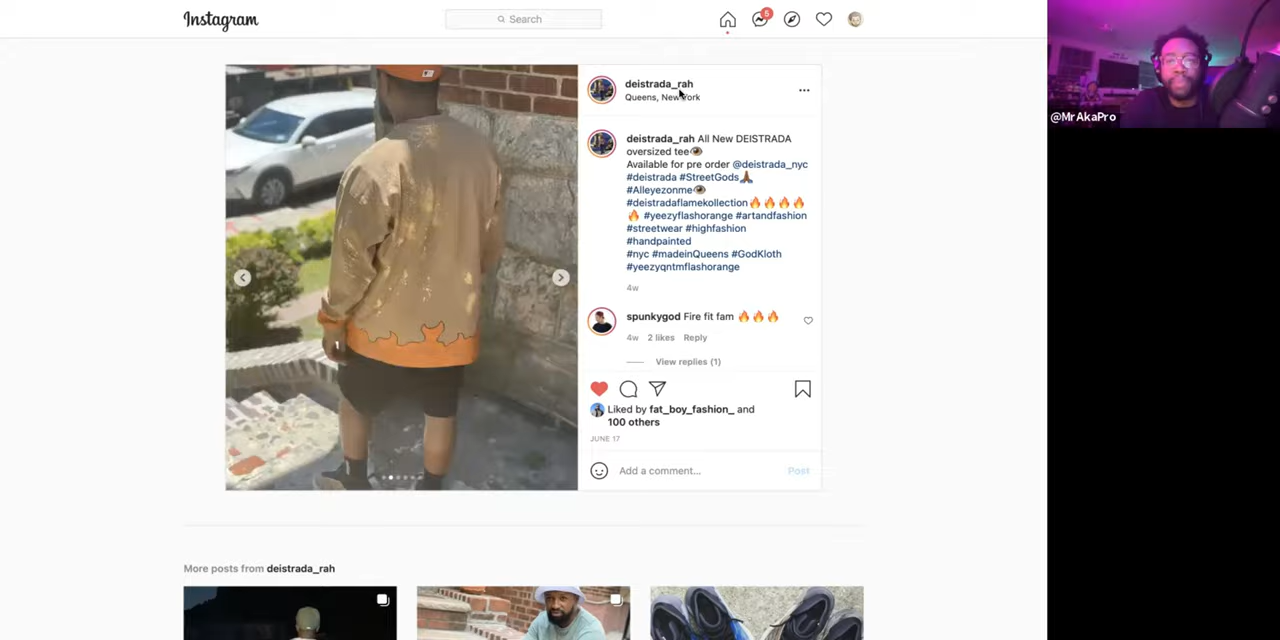 Instagram
Search
5
@MrAkaPro
deistrada_rah
Queens, New York
deistrada_rah All New DEISTRADA
oversized tee👁
Available for pre order @deistrada_nyc
#deistrada #StreetGods🙏🏾
#Alleyezonme👁
#deistradaflamekollection🔥🔥🔥🔥
🔥 #yeezyflashorange #artandfashion
#streetwear #highfashion
#handpainted
#nyc #madeinQueens #GodKloth
#yeezyqntmflashorange
4w
spunkygod Fire fit fam 🔥🔥🔥
4w 2 likes Reply
View replies (1)
Liked by fat_boy_fashion_ and
100 others
JUNE 17
Add a comment... Post
More posts from deistrada_rah